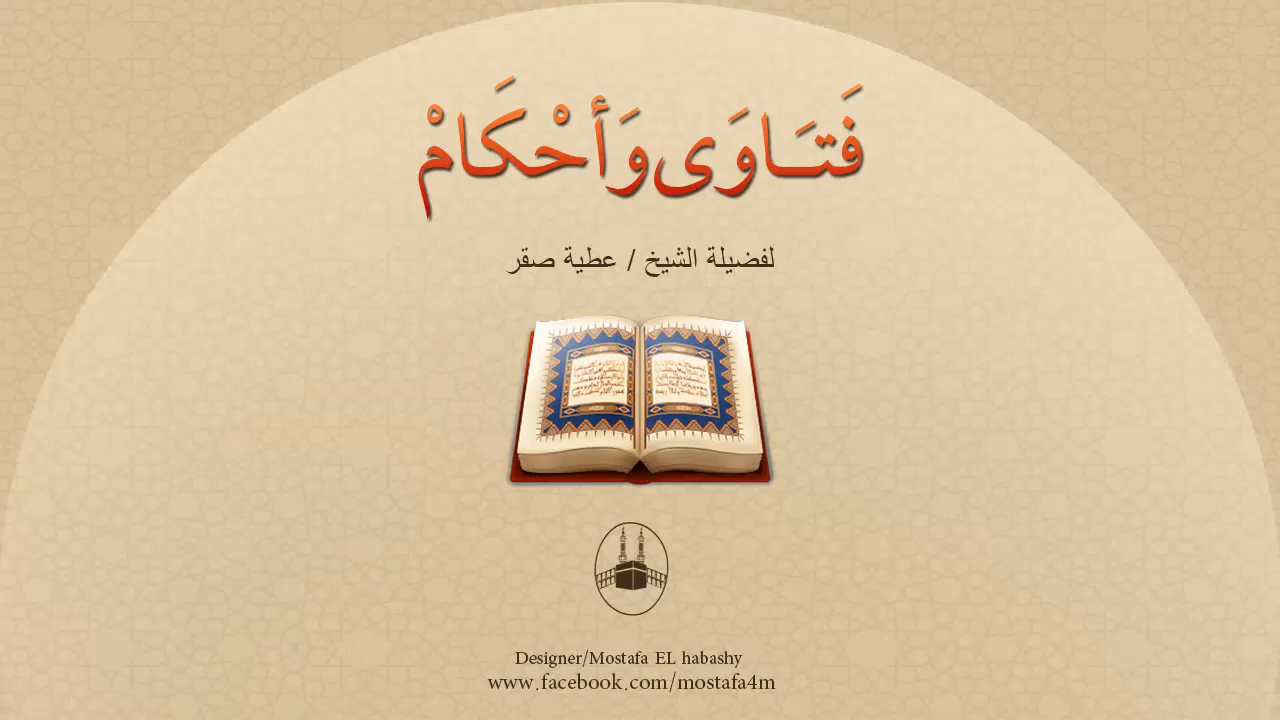 فَتَاوَى وَأَحْكَامْ
لفضيلة الشيخ / عطية صقر
Designer/Mostafa EL habashy
www.facebook.com/mostafa4m